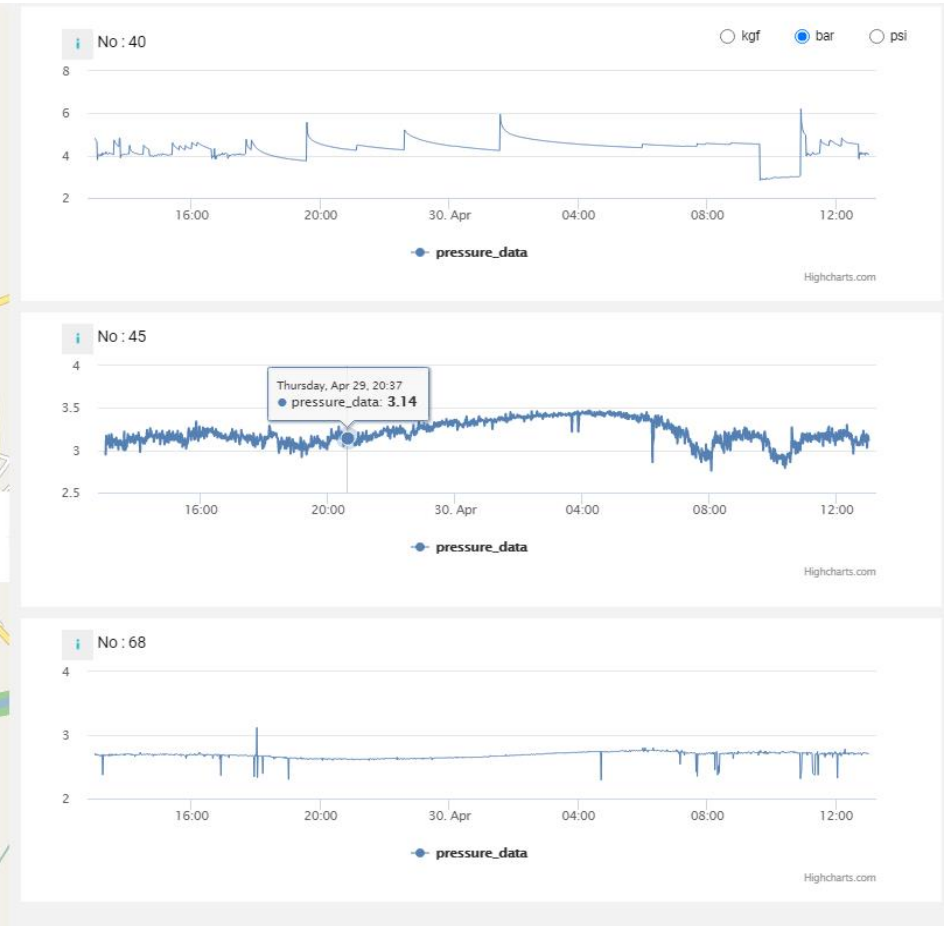 i No : 40
kgf bar psi
8
6
4
2
16:00 20:00 30. Apr 04:00 08:00 12:00
pressure_data
Highcharts.com
i No : 45
4
Thursday, Apr 29, 20:37
pressure_data: 3.14
3.5
3
2.5
16:00 20:00 30. Apr 04:00 08:00 12:00
pressure_data
Highcharts.com
i No : 68
4
3
2
16:00 20:00 30. Apr 04:00 08:00 12:00
pressure_data
Highcharts.com